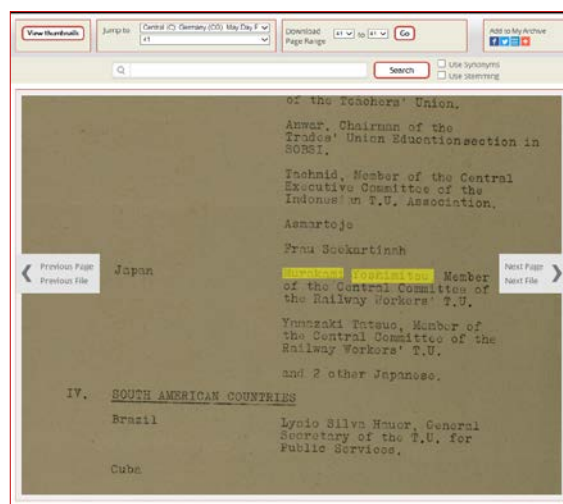 View thumbnails
Jump to
Central (C) Germany (CG) May Day F
41
Download
Page Range
41
to
41
Go
Add to My Archive
Search
Use Synonyms
Use Stemming
of the Teachers' Union.
Anwar, Chairman of the
Trades' Union Education section in
SOBSI.
Tachmid, Member of the Central
Executive Committee of the
Indonesian T.U. Association.
Asmartojo
Frau Soekartinah
Previous Page
Previous File
Next Page
Next File
Japan
Murakami Yoshimitsu, Member
of the Central Committee of
the Railway Workers' T.U.
Yamazaki Tatsuo, Member of
the Central Committee of
Railway Workers' T.U.
and 2 other Japanese.
IV. SOUTH AMERICAN COUNTRIES
Brazil
Lycio Silva Hauer, General
Secretary of the T.U. for
Public Services.
Cuba